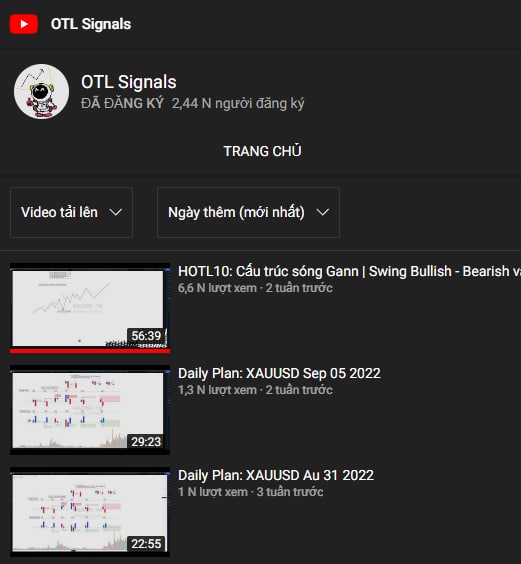 OTL Signals
OTL Signals
ĐÃ ĐĂNG KÝ 2,44 N người đăng ký
TRANG CHỦ
Video tải lên
Ngày thêm (mới nhất)
HOTL10: Cấu trúc sóng Gann | Swing Bullish - Bearish và
6,6 N lượt xem · 2 tuần trước
56:39
Daily Plan: XAUUSD Sep 05 2022
1,3 N lượt xem · 2 tuần trước
29:23
Daily Plan: XAUUSD Au 31 2022
1 N lượt xem · 3 tuần trước
22:55